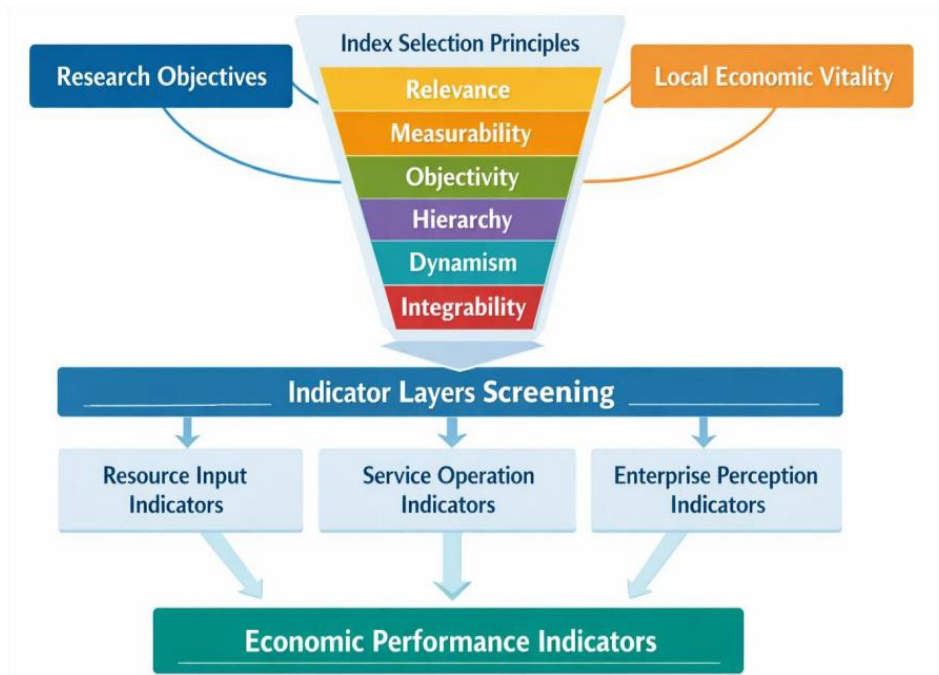 Index Selection Principles
Research Objectives
Local Economic Vitality
Relevance
Measurability
Objectivity
Hierarchy
Dynamism
Integrability
Indicator Layers Screening
Resource Input
Indicators
Service Operation
Indicators
Enterprise Perception
Indicators
Economic Performance Indicators